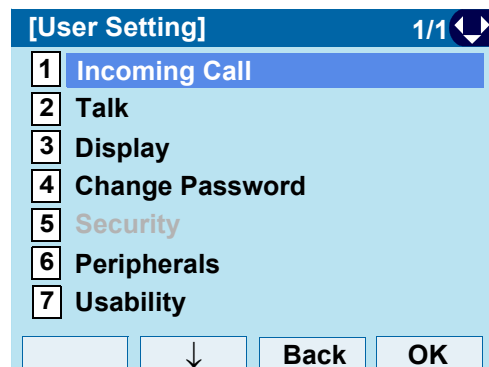 [User Setting] 1/1
1 Incoming Call
2 Talk
3 Display
4 Change Password
5 Security
6 Peripherals
7 Usability
↓ Back OK